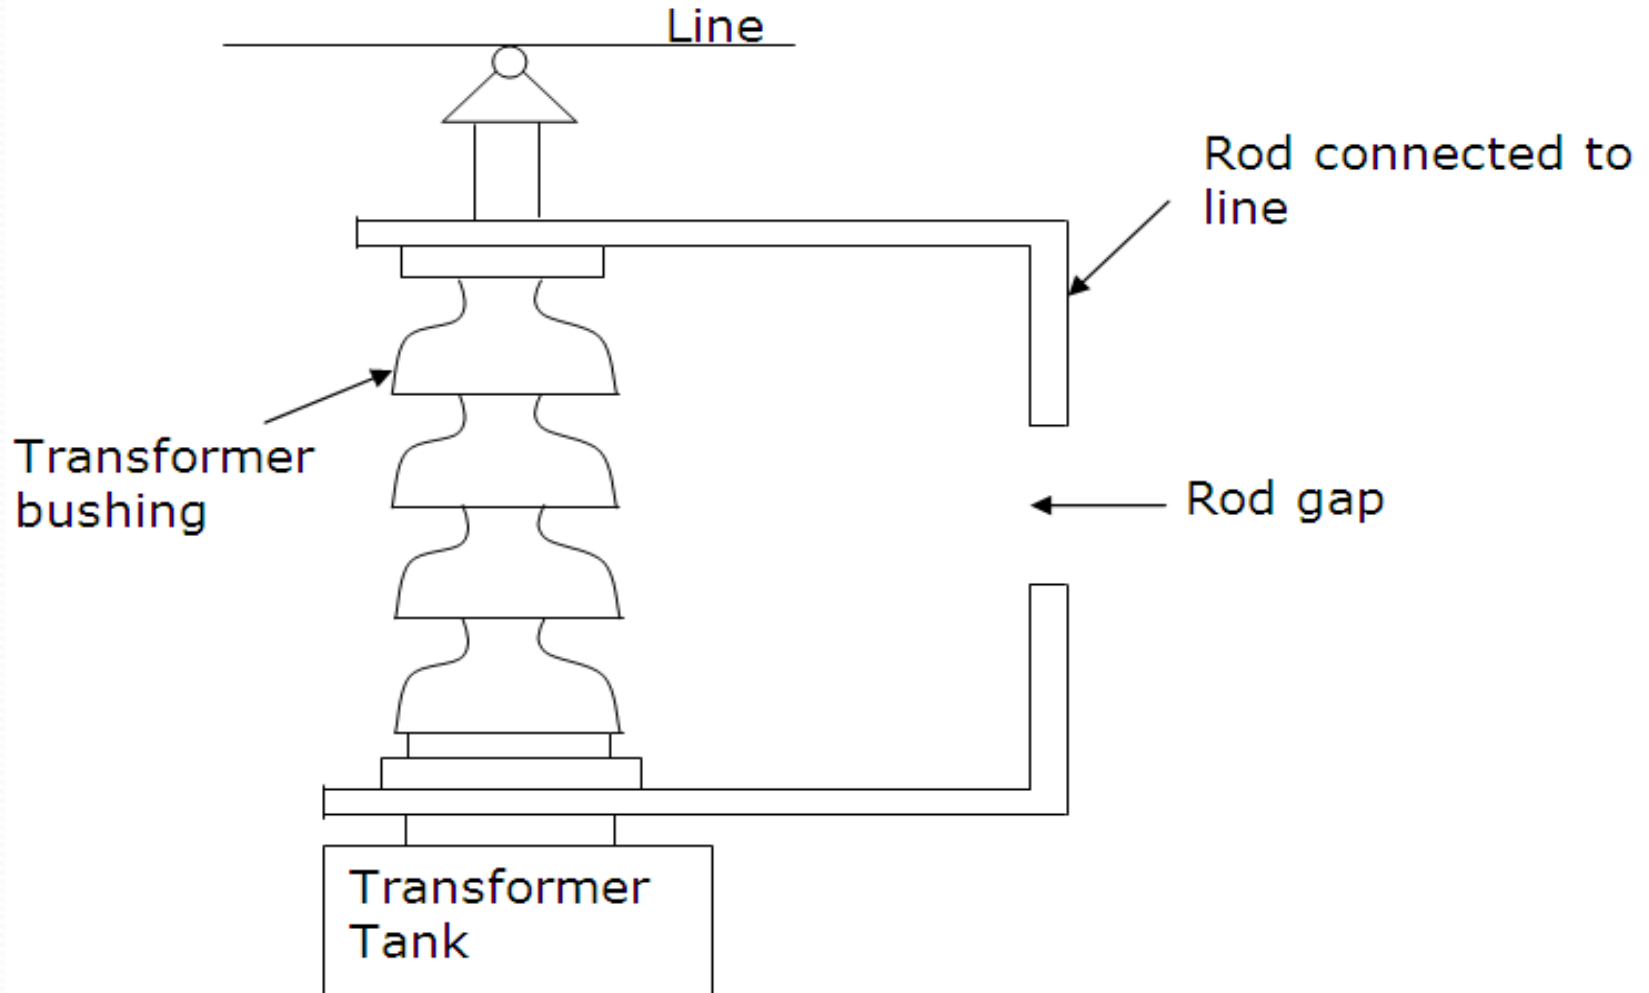 Line
Rod connected to
line
Transformer
bushing
Rod gap
Transformer
Tank